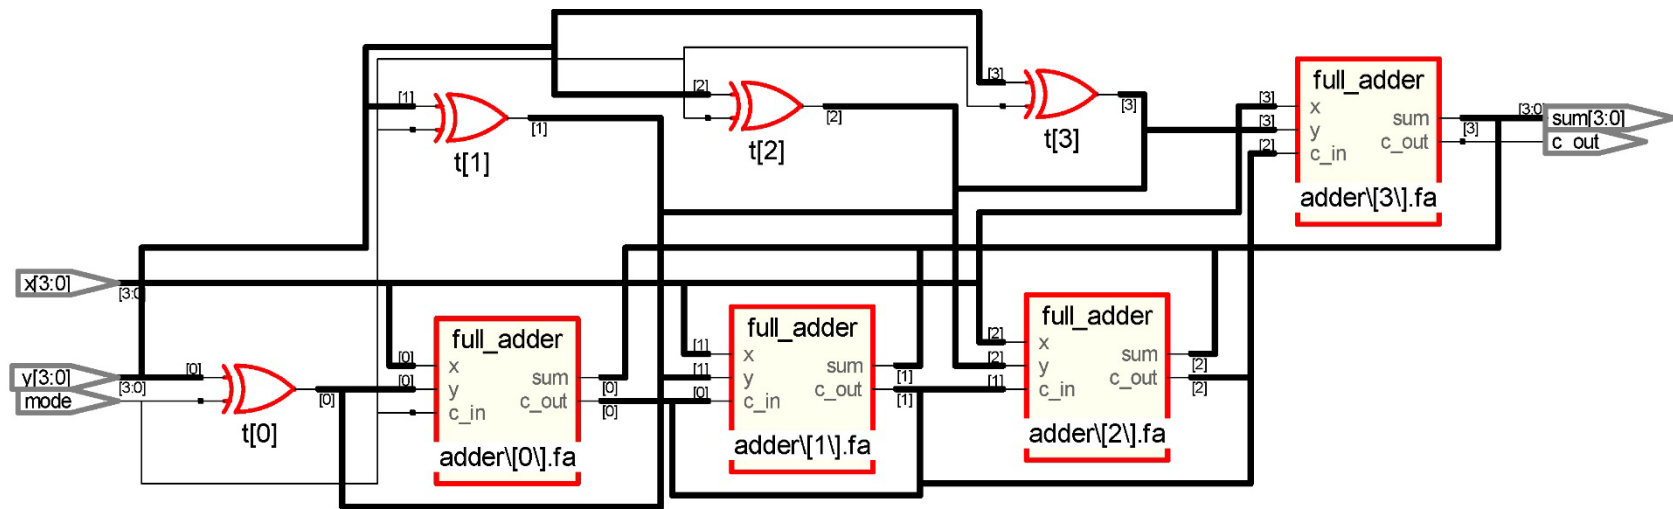 [3]
full_adder
[2]
[1]
[3]
[3]
x
sum
[3:0]
sum[3:0]
[1]
[2]
t[3]
[3]
y
c_out
[3]
c_out
t[1]
t[2]
[2]
c_in
adder\[3\].fa
x[3:0]
[3:0]
full_adder
full_adder
full_adder
[0]
x
[1]
x
[2]
x
y[3:0]
[3:0]
[0]
[0]
y
sum
[0]
[1]
y
sum
[1]
[2]
y
sum
[2]
mode
[0]
c_in
c_out
[0]
[0]
c_in
c_out
[1]
[1]
c_in
c_out
[2]
t[0]
adder\[0\].fa
adder\[1\].fa
adder\[2\].fa